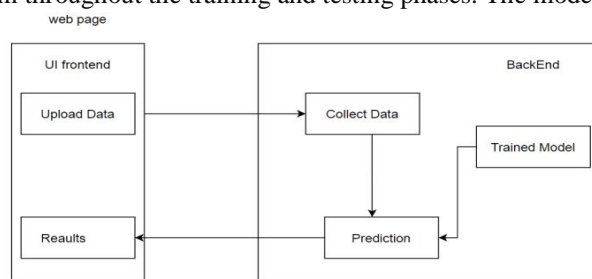 throughout the training and testing phases. The mode
web page
UI frontend
BackEnd
Upload Data
Collect Data
Trained Model
Reaults
Prediction